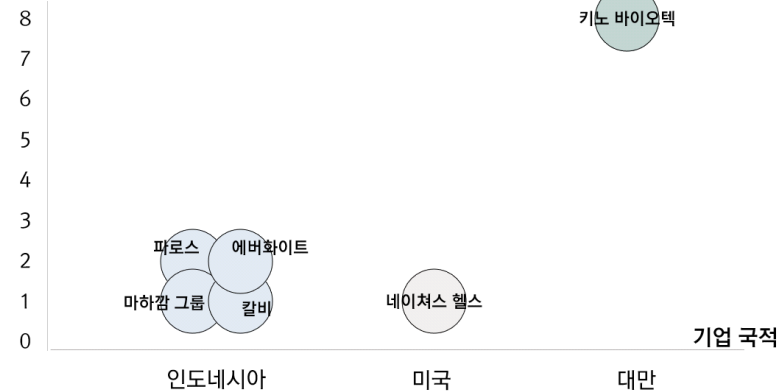 8
키노 바이오텍
7
6
5
4
3
파로스
에버화이트
2
마하깜 그룹
칼비
네이쳐스 헬스
1
0
기업 국적
인도네시아
미국
대만